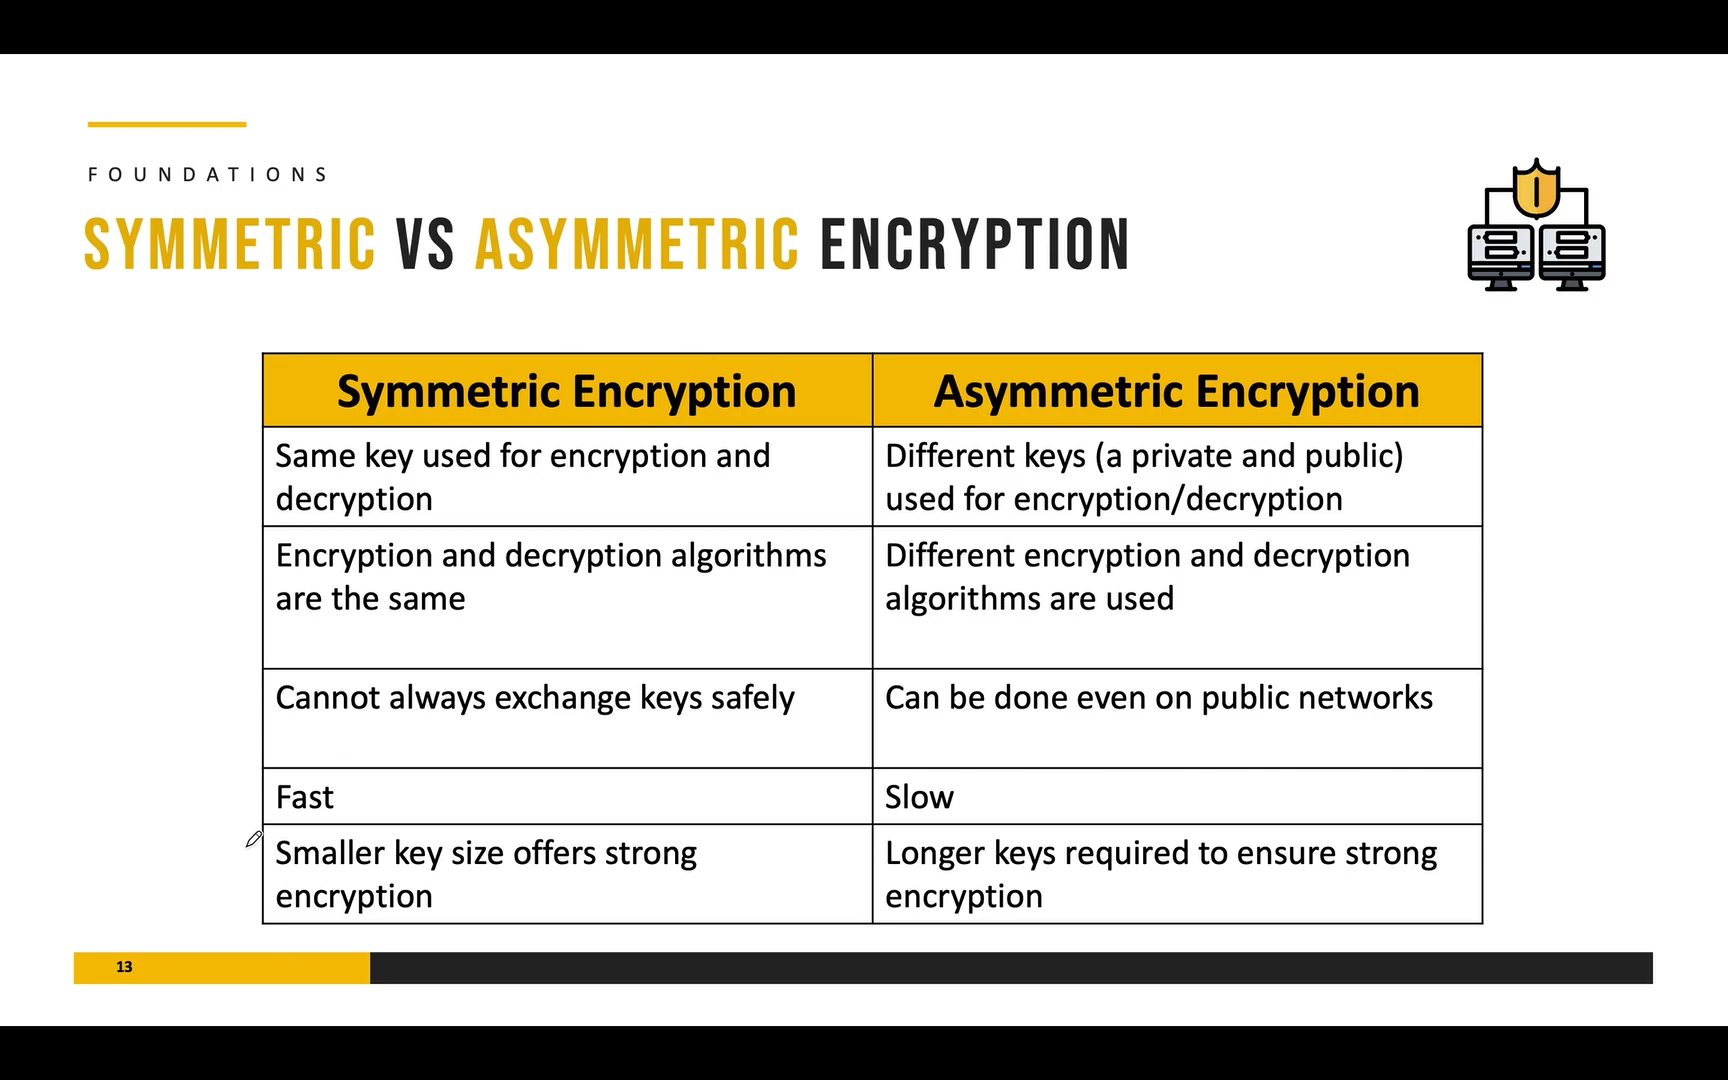 FOUNDATIONS
SYMMETRIC VS ASYMMETRIC ENCRYPTION
Symmetric Encryption
Asymmetric Encryption
Same key used for encryption and
decryption
Different keys (a private and public)
used for encryption/decryption
Encryption and decryption algorithms
are the same
Different encryption and decryption
algorithms are used
Cannot always exchange keys safely
Can be done even on public networks
Fast
Slow
Smaller key size offers strong
encryption
Longer keys required to ensure strong
encryption
13